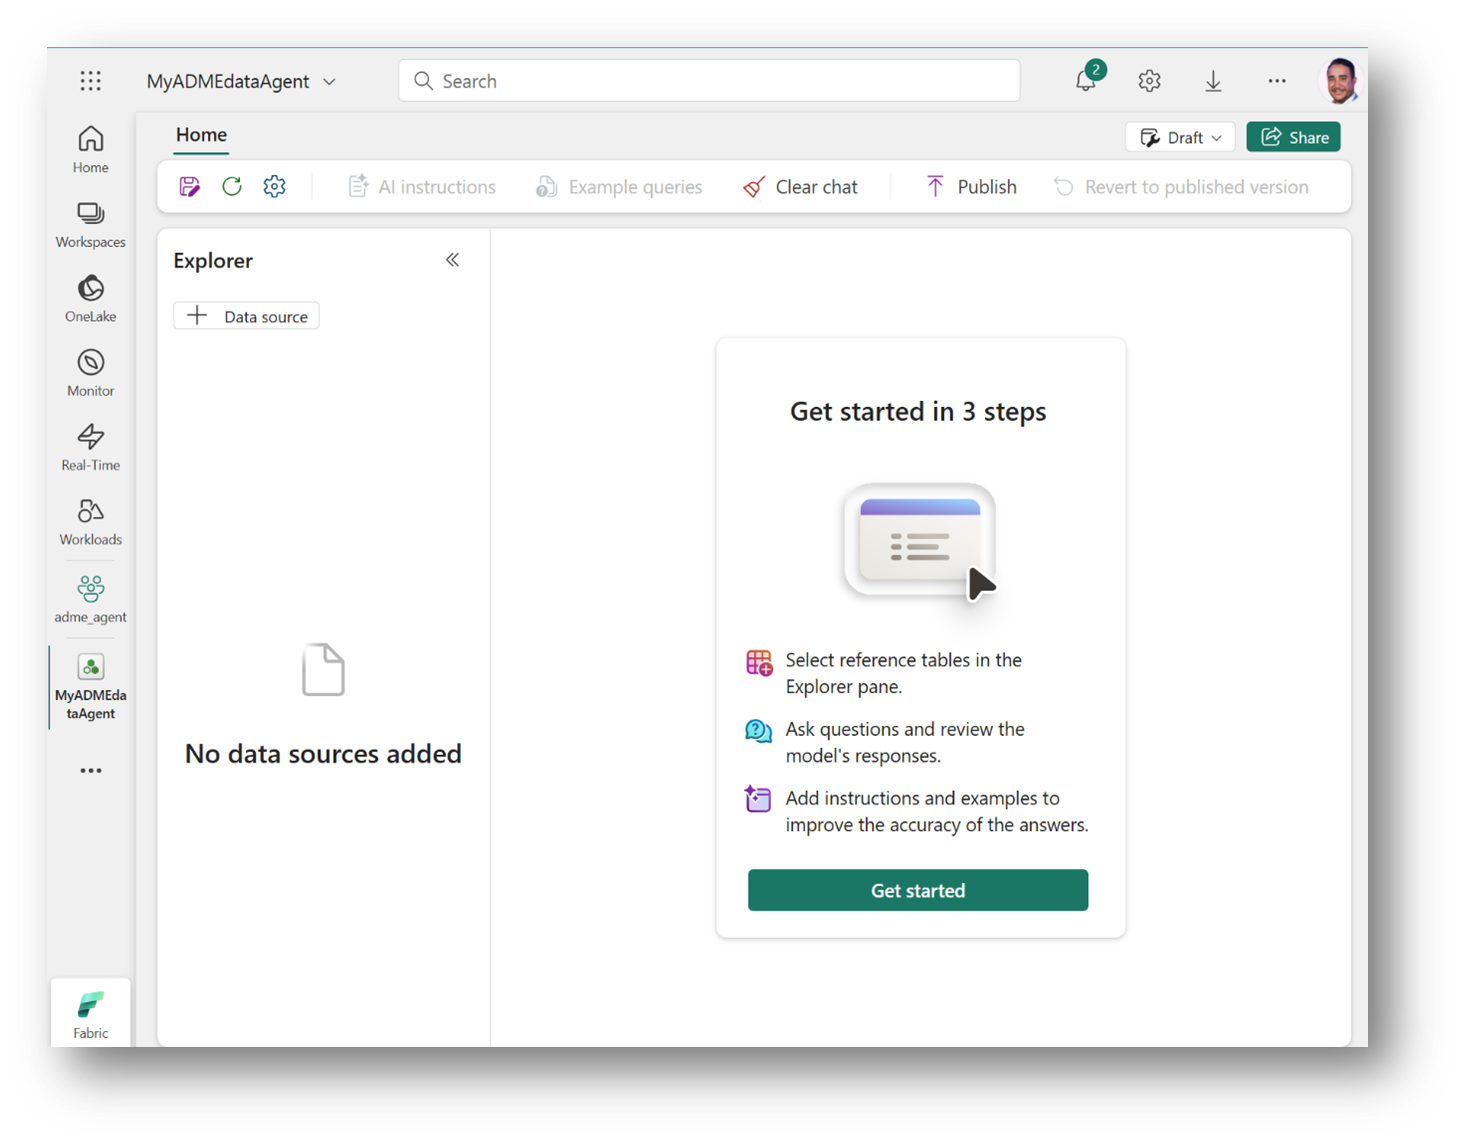 MyADMEdataAgent
Search
2
Home
Draft
Share
AI instructions
Example queries
Clear chat
Publish
Revert to published version
Home
Workspaces
OneLake
Monitor
Real-Time
Workloads
adme_agent
MyADMEda
taAgent
Fabric
Explorer
Data source
No data sources added
Get started in 3 steps
Select reference tables in the
Explorer pane.
Ask questions and review the
model's responses.
Add instructions and examples to
improve the accuracy of the answers.
Get started